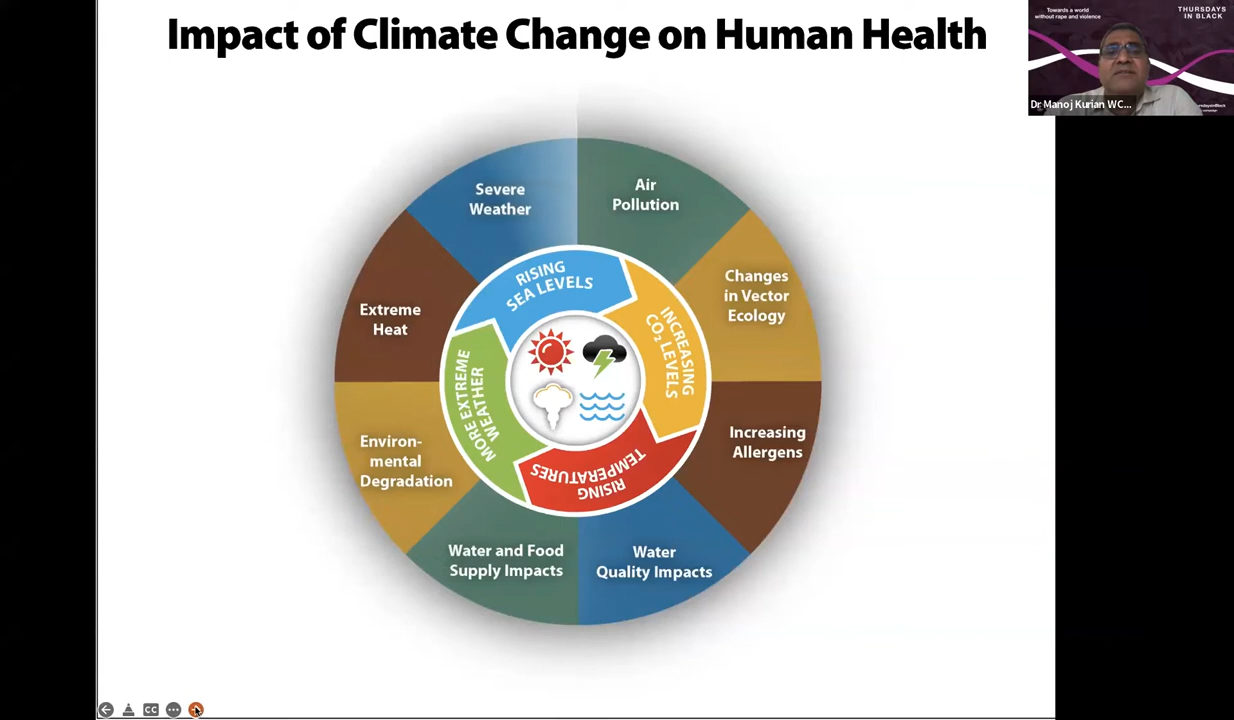 Impact of Climate Change on Human Health
Towards a world
without rape and violence
THURSDAYS
IN BLACK
Dr Manoj Kurian WC...
Severe
Weather
Air
Pollution
Changes
in Vector
Ecology
Increasing
Allergens
Water
Quality Impacts
Water and Food
Supply Impacts
Environ-
mental
Degradation
Extreme
Heat
RISING
SEA LEVELS
INCREASING
CO₂ LEVELS
RISING
TEMPERATURES
MORE EXTREME
WEATHER
CC